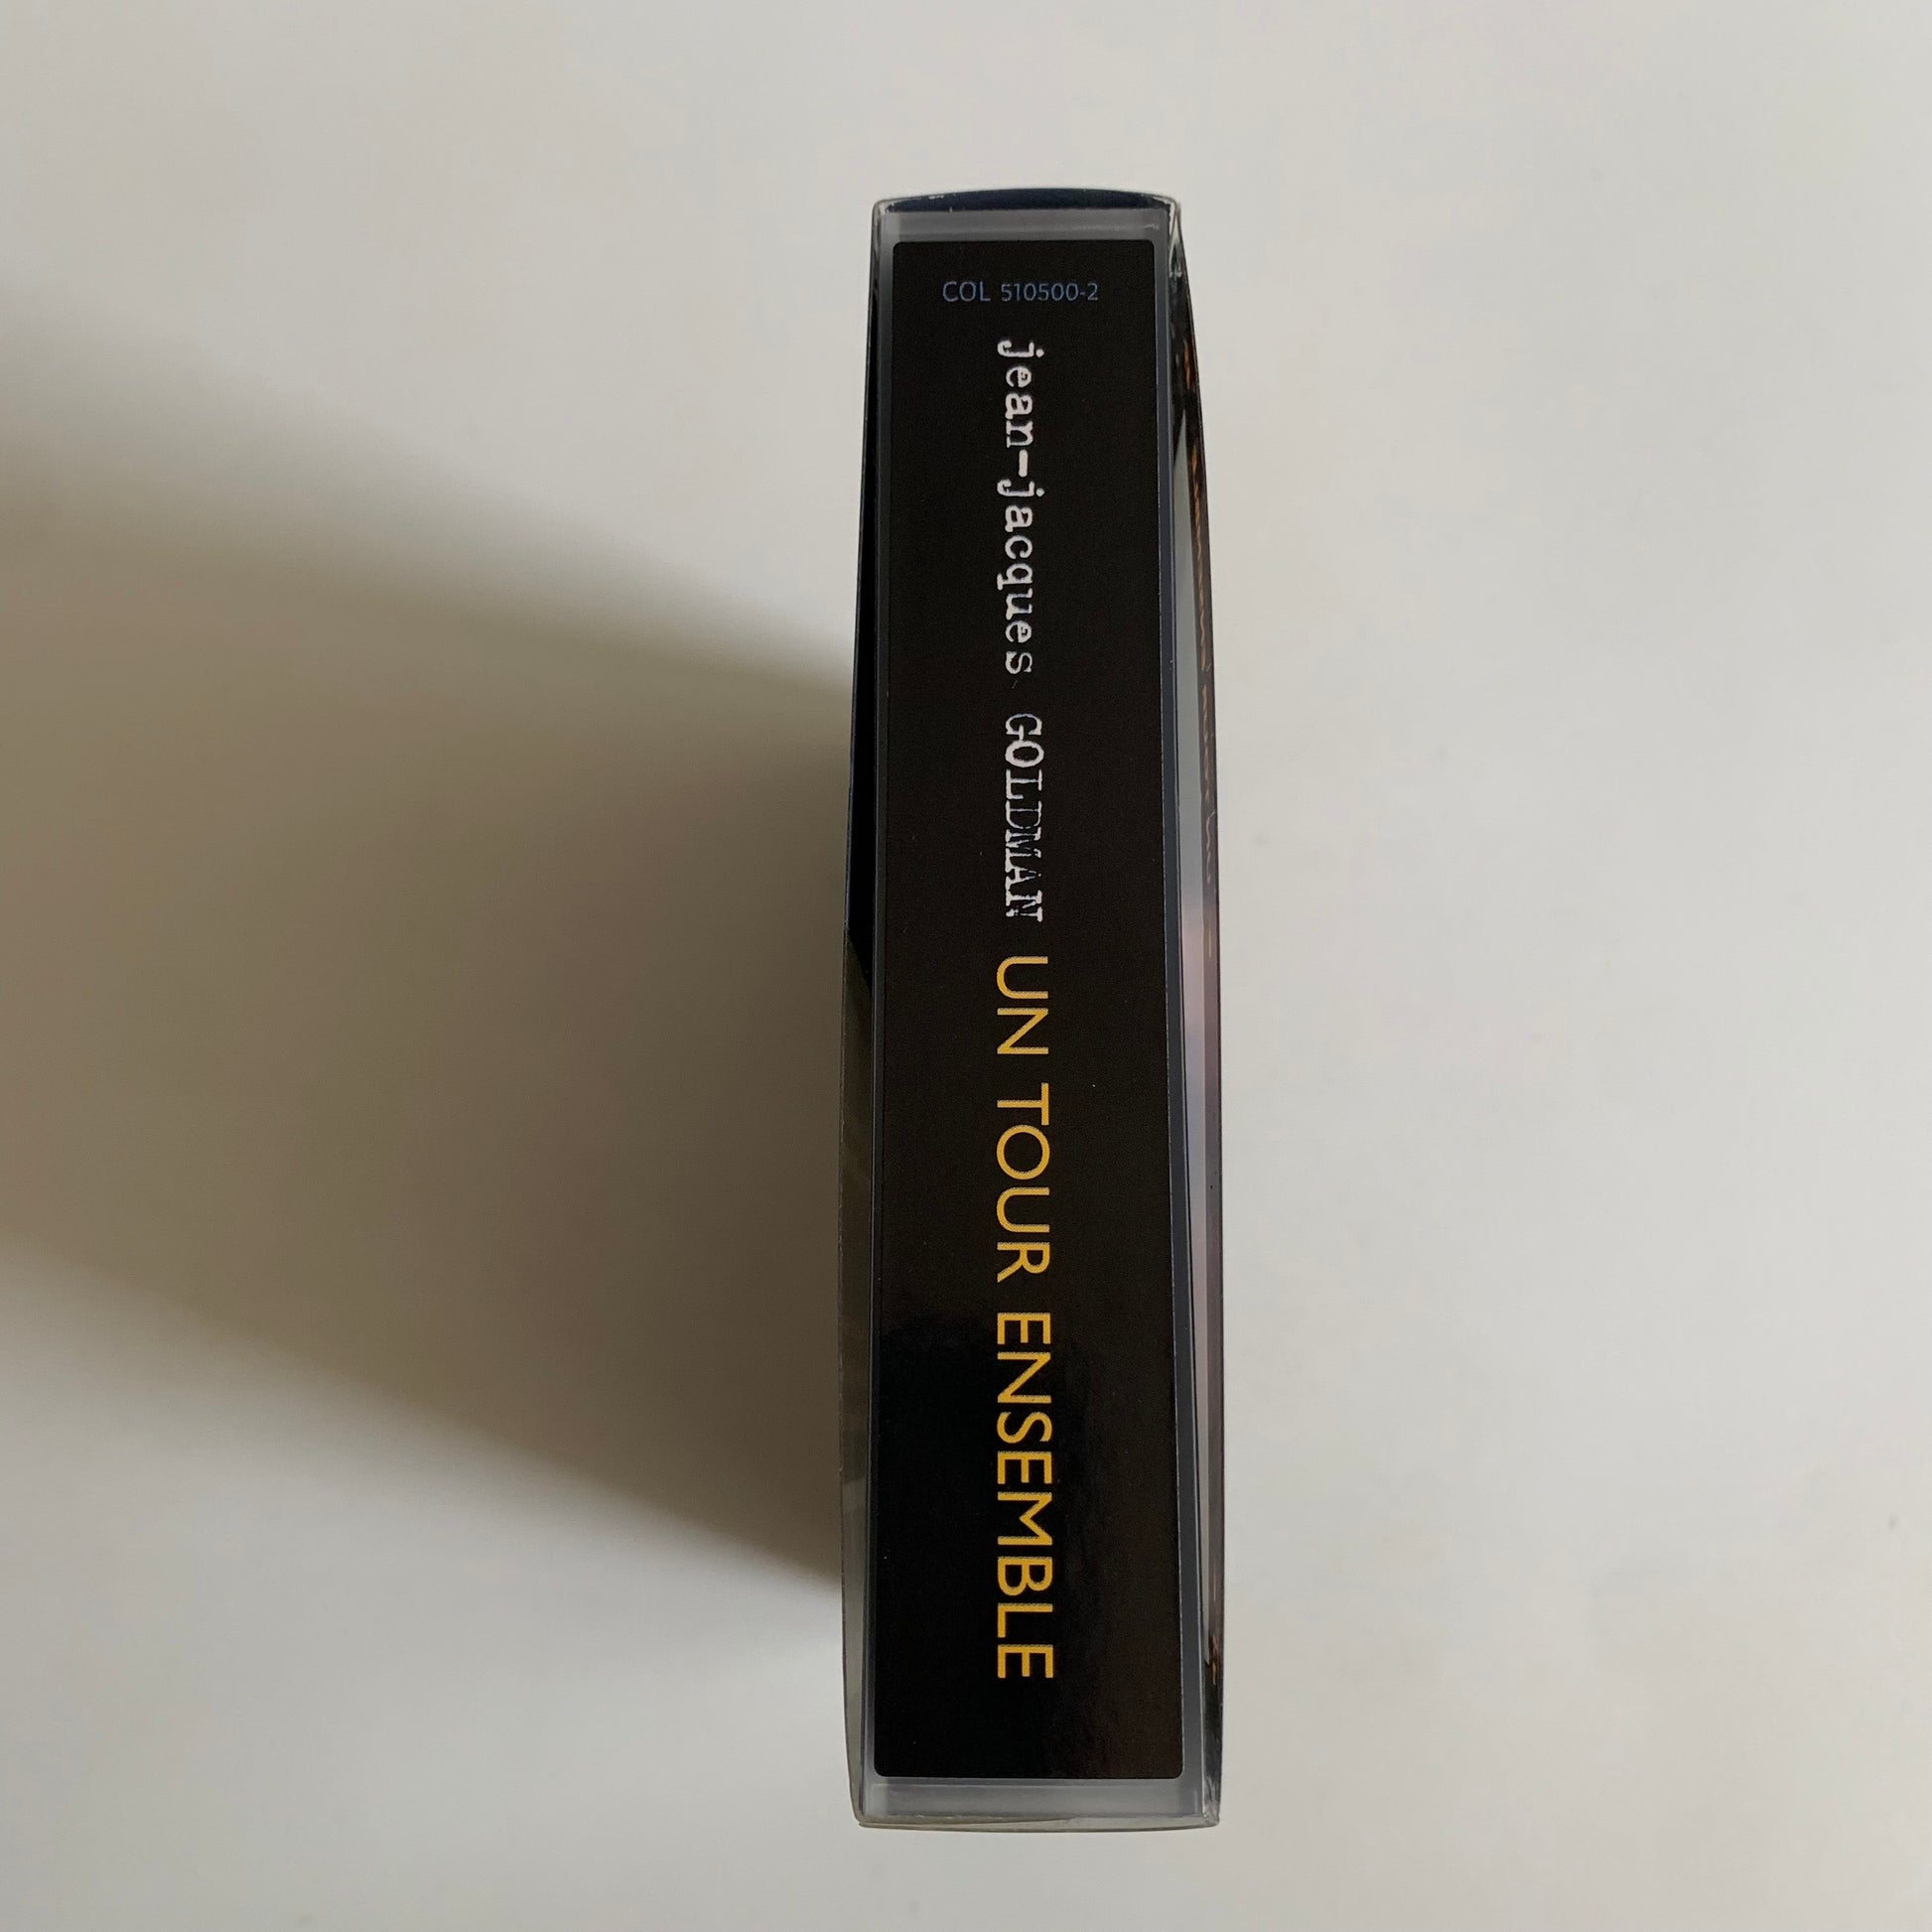 COL 510500-2
jean-jacques GOLDMAN UN TOUR ENSEMBLE